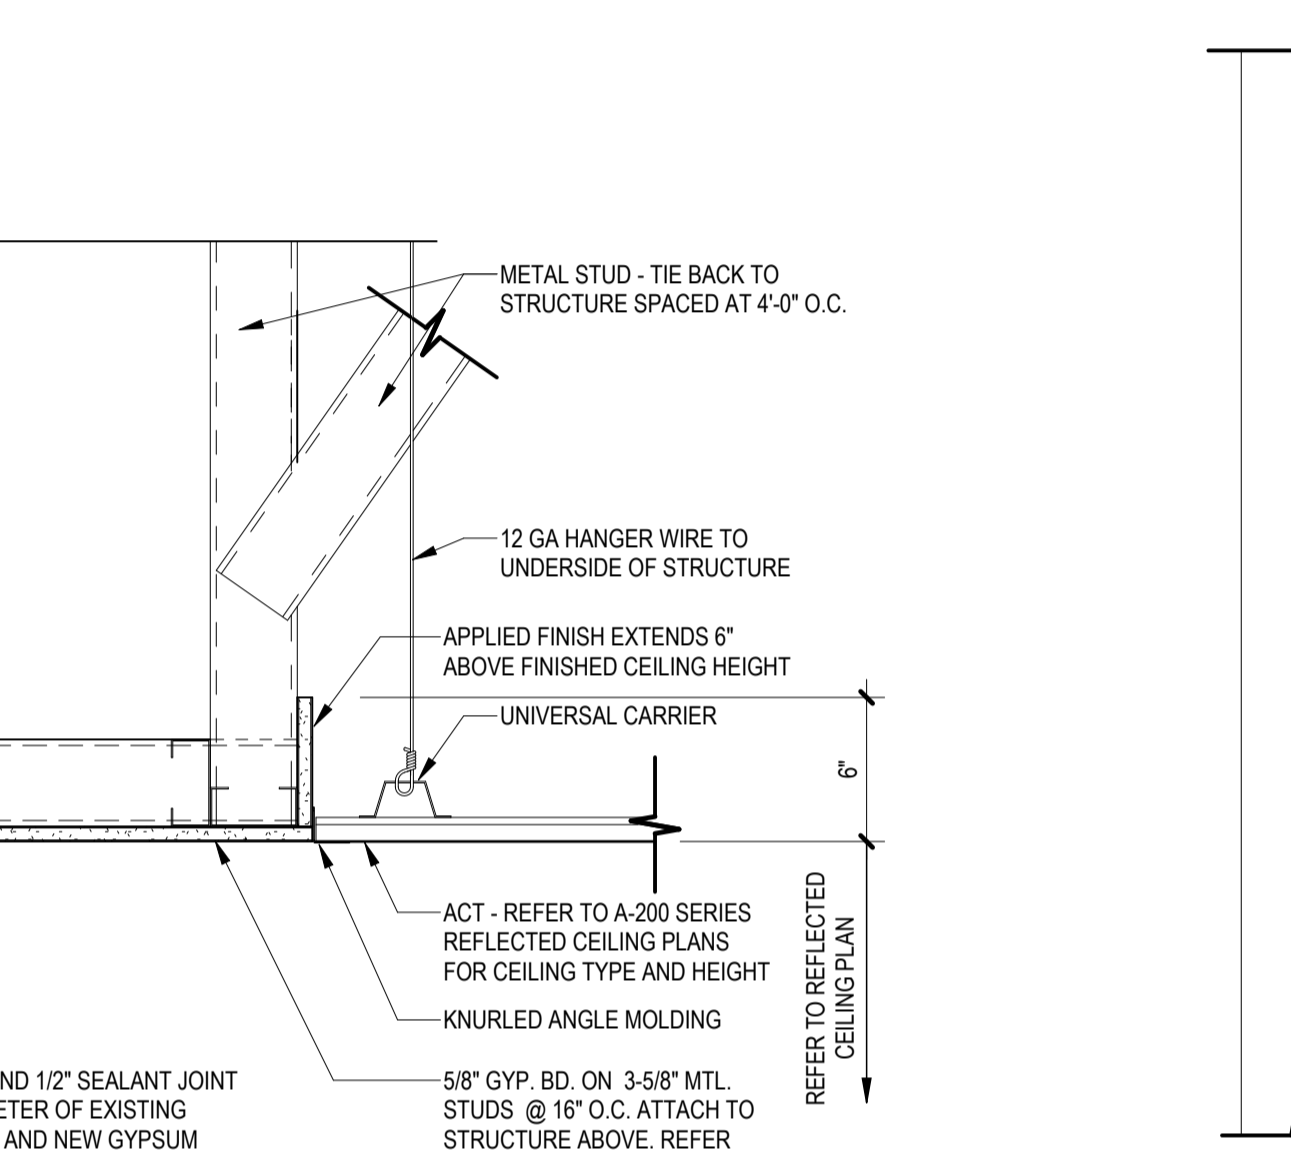 METAL STUD - TIE BACK TO
STRUCTURE SPACED AT 4'-0" O.C.
12 GA HANGER WIRE TO
UNDERSIDE OF STRUCTURE
APPLIED FINISH EXTENDS 6"
ABOVE FINISHED CEILING HEIGHT
UNIVERSAL CARRIER
6"
ACT - REFER TO A-200 SERIES
REFLECTED CEILING PLANS
FOR CEILING TYPE AND HEIGHT
REFER TO REFLECTED
CEILING PLAN
KNURLED ANGLE MOLDING
5/8" GYP. BD. ON 3-5/8" MTL.
STUDS @ 16" O.C. ATTACH TO
STRUCTURE ABOVE. REFER
ND 1/2" SEALANT JOINT
ETER OF EXISTING
AND NEW GYPSUM